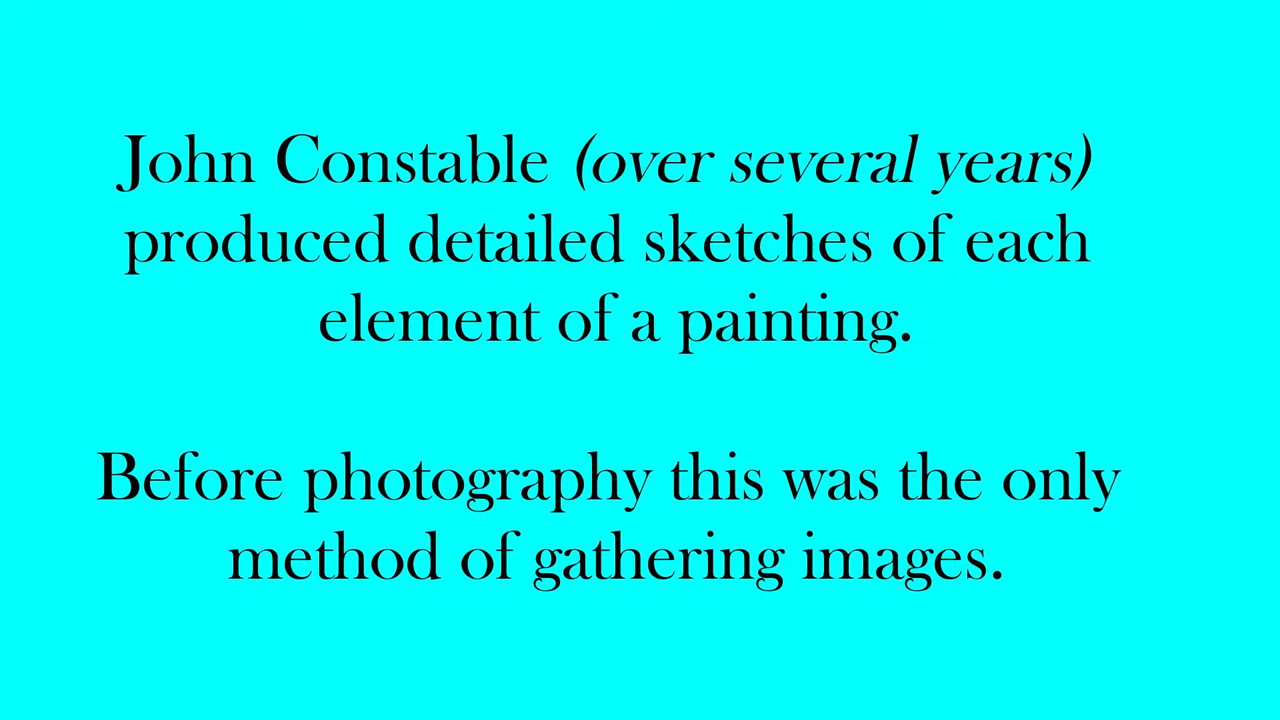 John Constable (over several years)
produced detailed sketches of each
element of a painting.
Before photography this was the only
method of gathering images.